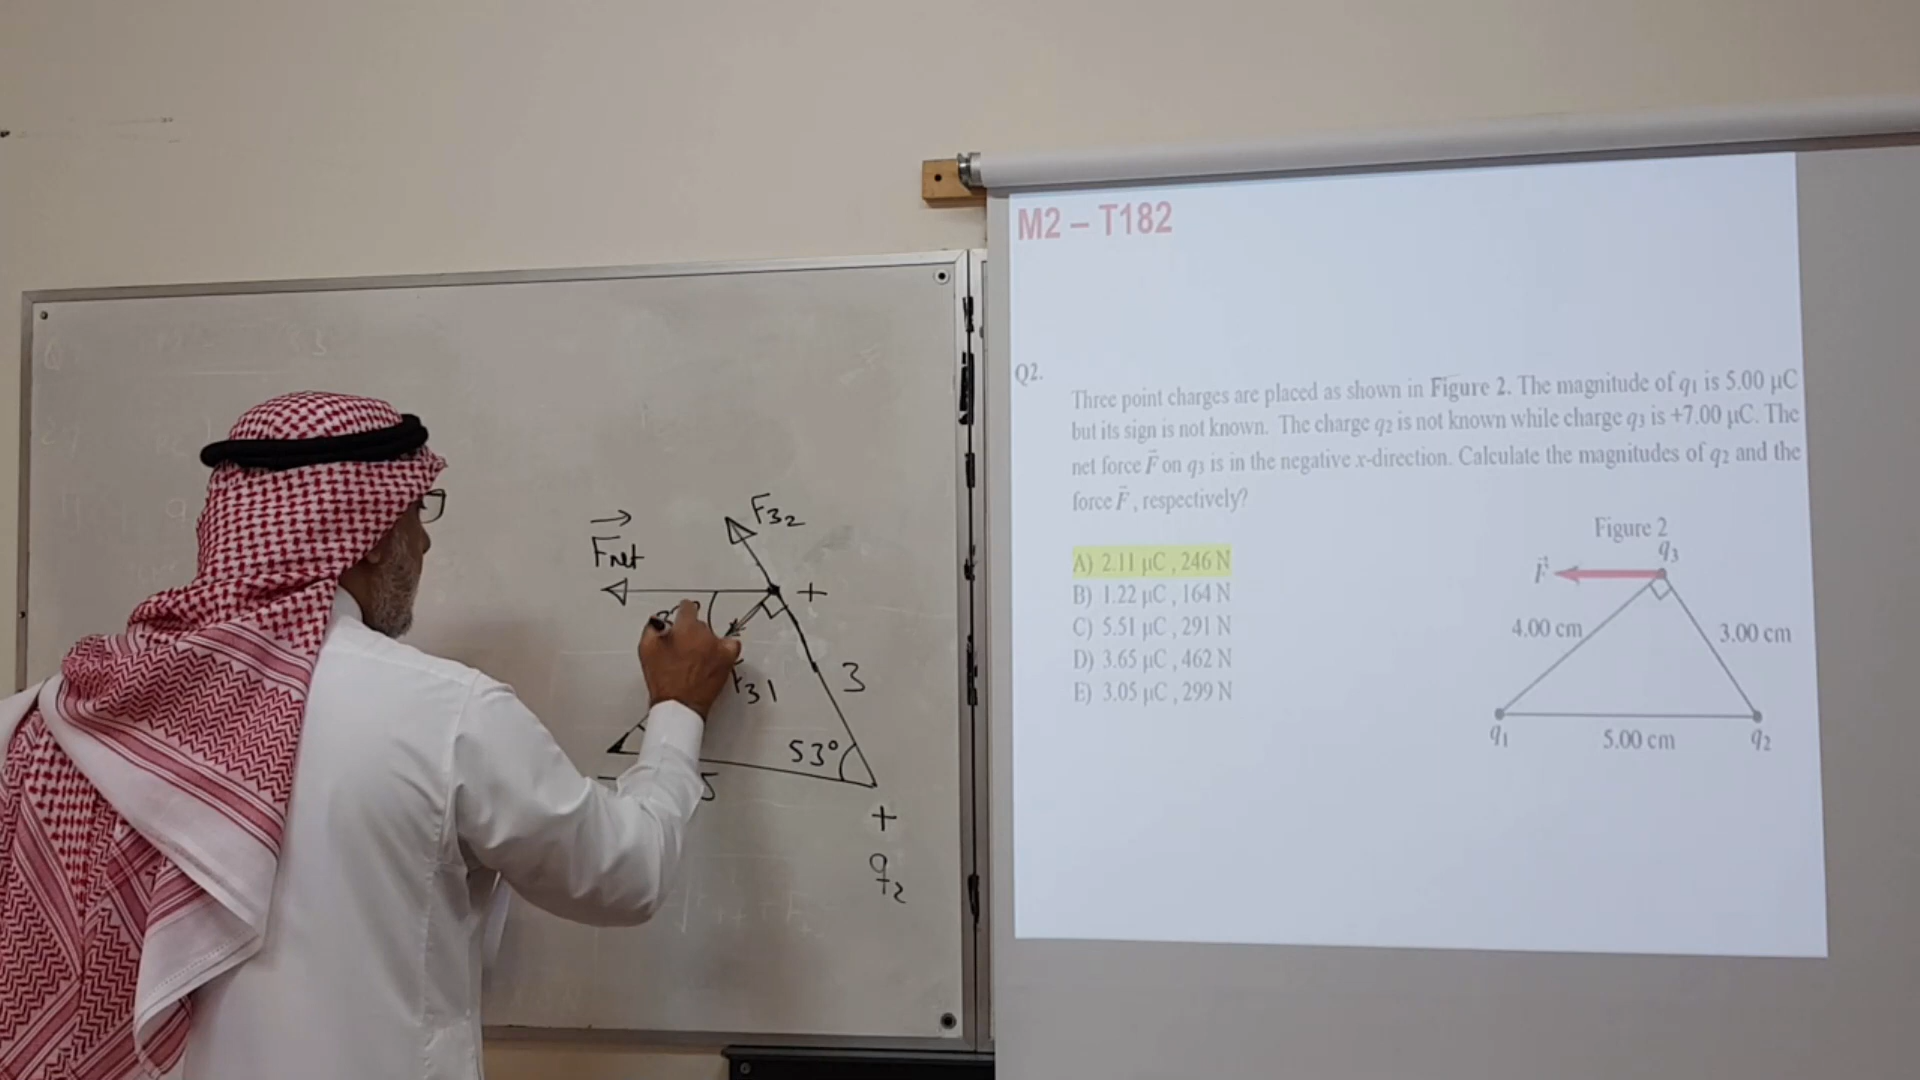 M2 – T182
Q2.
Three point charges are placed as shown in Figure 2. The magnitude of q1 is 5.00 µC
but its sign is not known. The charge q2 is not known while charge q3 is +7.00 µC. The
net force F⃗ on q3 is in the negative x-direction. Calculate the magnitudes of q2 and the
force F⃗, respectively?
A) 2.11 µC , 246 N
B) 1.22 µC , 164 N
C) 5.51 µC , 291 N
D) 3.65 µC , 462 N
E) 3.05 µC , 299 N
Figure 2
q3
F⃗
4.00 cm
3.00 cm
q1
5.00 cm
q2
F32
Fnet
+
F31
3
53°
5
+
q2